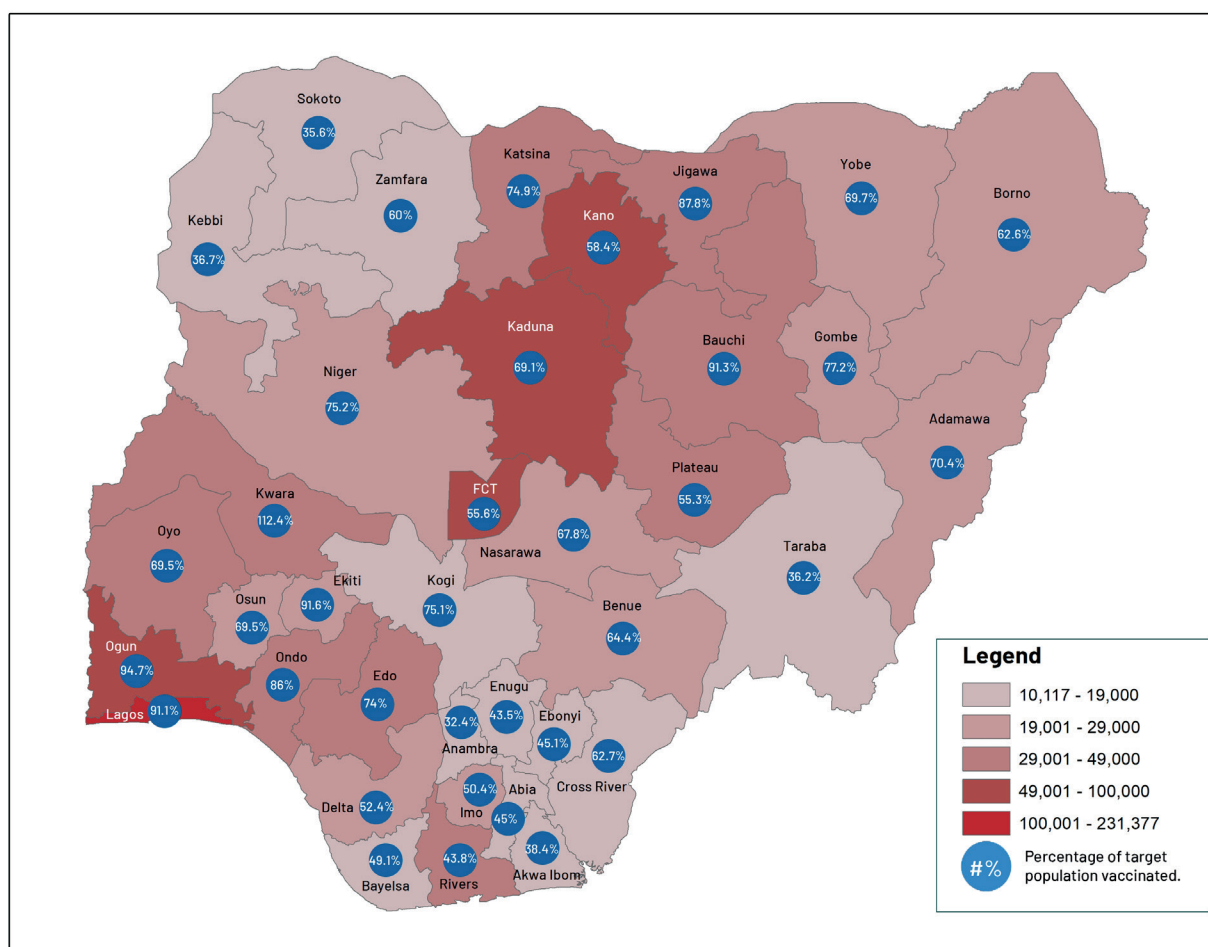 Sokoto
35.6%
Zamfara
60%
Kebbi
36.7%
Katsina
74.9%
Kano
58.4%
Jigawa
87.8%
Yobe
69.7%
Borno
62.6%
Kaduna
69.1%
Bauchi
91.3%
Gombe
77.2%
Niger
75.2%
Adamawa
70.4%
Plateau
55.3%
FCT
55.6%
Kwara
112.4%
Oyo
69.5%
Nasarawa
67.8%
Taraba
36.2%
Kogi
75.1%
Ekiti
91.6%
Osun
69.5%
Benue
64.4%
Ogun
94.7%
Ondo
86%
Edo
74%
Lagos
91.1%
Enugu
43.5%
Ebonyi
45.1%
32.4%
Anambra
62.7%
Cross River
50.4%
Imo
Abia
45%
Delta
52.4%
38.4%
Akwa Ibom
49.1%
Bayelsa
43.8%
Rivers
Legend
10,117 - 19,000
19,001 - 29,000
29,001 - 49,000
49,001 - 100,000
100,001 - 231,377
#%
Percentage of target
population vaccinated.